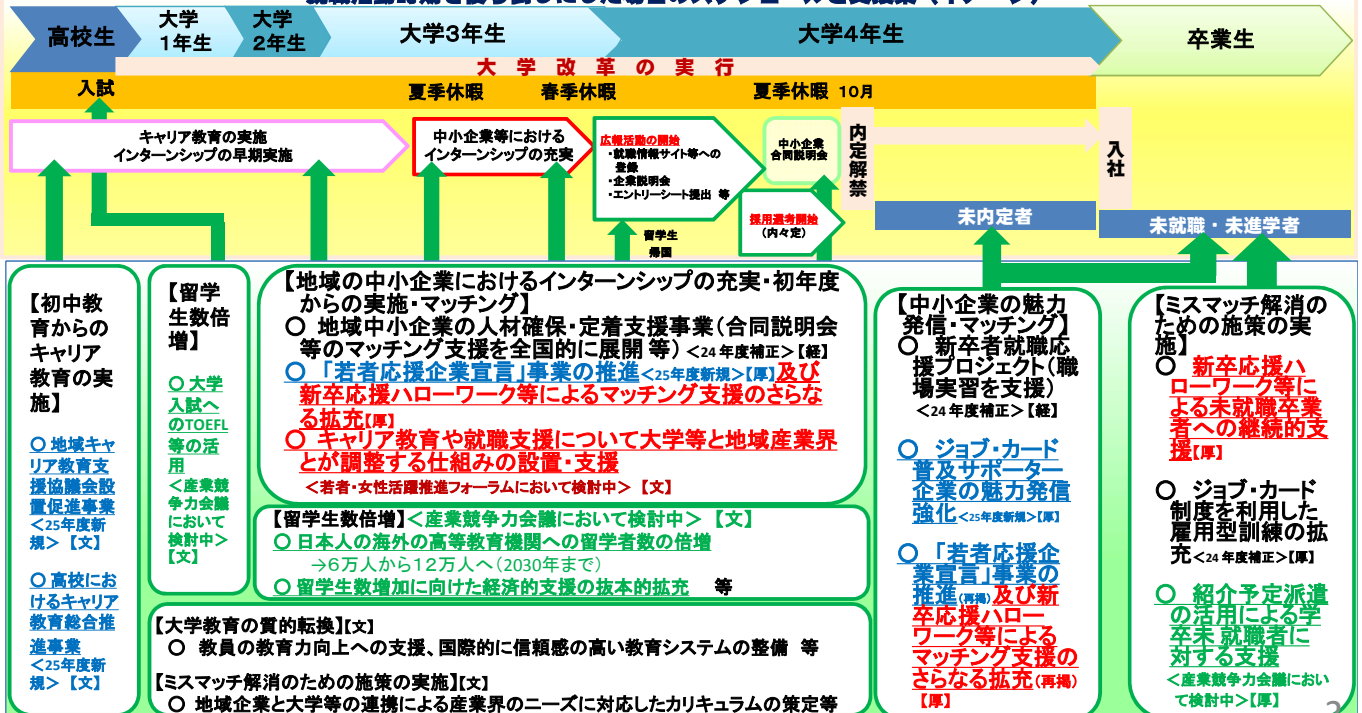 就職活動時期を後ろ倒しにした場合のスケジュールと支援策（イメージ）
高校生
大学
1年生
大学
2年生
大学３年生
大学４年生
卒業生
大 学 改 革 の 実 行
入試
夏季休暇
春季休暇
夏季休暇 10月
キャリア教育の実施
インターンシップの早期実施
中小企業等における
インターンシップの充実
広報活動の開始
・就職情報サイト等への
登録
・企業説明会
・エントリーシート提出 等
中小企業
合同説明会
採用選考開始
（内々定）
内定解禁
入社
留学生
帰国
未内定者
未就職・未進学者
【初中教
育からの
キャリア
教育の実
施】
○ 地域キャ
リア教育支
援協議会設
置促進事業
<25年度新
規> 【文】
○ 高校にお
けるキャリア
教育総合推
進事業
<25年度新
規> 【文】
【留学
生数倍
増】
○ 大学
入試へ
のTOEFL
等の活
用
<産業競
争力会議
において
検討中>
【文】
【地域の中小企業におけるインターンシップの充実・初年度
からの実施・マッチング】
○ 地域中小企業の人材確保・定着支援事業（合同説明会
等のマッチング支援を全国的に展開 等）<24年度補正>【経】
○ 「若者応援企業宣言」事業の推進<25年度新規>【厚】及び
新卒応援ハローワーク等によるマッチング支援のさらな
る拡充【厚】
○ キャリア教育や就職支援について大学等と地域産業界
とが調整する仕組みの設置・支援
<若者・女性活躍推進フォーラムにおいて検討中> 【文】
【留学生数倍増】<産業競争力会議において検討中> 【文】
○ 日本人の海外の高等教育機関への留学者数の倍増
→６万人から１２万人へ（2030年まで）
○ 留学生数増加に向けた経済的支援の抜本的拡充 等
【大学教育の質的転換】【文】
○ 教員の教育力向上への支援、国際的に信頼感の高い教育システムの整備 等
【ミスマッチ解消のための施策の実施】【文】
○ 地域企業と大学等の連携による産業界のニーズに対応したカリキュラムの策定等
【中小企業の魅力
発信・マッチング】
○ 新卒者就職応
援プロジェクト（職
場実習を支援）
<24年度補正>【経】
○ ジョブ・カード
普及サポーター
企業の魅力発信
強化<25年度新規>【厚】
○ 「若者応援企
業宣言」事業の
推進（再掲）及び新
卒応援ハロー
ワーク等による
マッチング支援の
さらなる拡充（再掲）
【厚】
【ミスマッチ解消の
ための施策の実
施】
○ 新卒応援ハ
ローワーク等に
よる未就職卒業
者への継続的支
援【厚】
○ ジョブ・カード
制度を利用した
雇用型訓練の拡
充<24年度補正>【厚】
○ 紹介予定派遣
の活用による学
卒未 就職者に
対する支援
<産業競争力会議におい
て検討中>【厚】